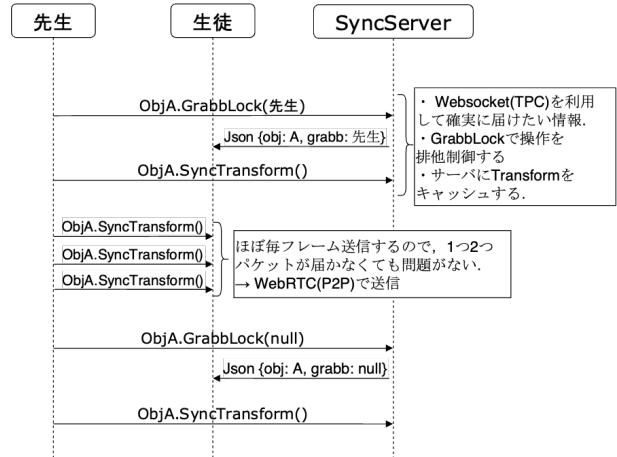 先生
生徒
SyncServer
ObjA.GrabbLock(先生)
Json {obj: A, grabb: 先生}
ObjA.SyncTransform()
・ Websocket(TPC)を利用
して確実に届けたい情報.
・GrabbLockで操作を
排他制御する
・サーバにTransformを
キャッシュする.
ObjA.SyncTransform()
ObjA.SyncTransform()
ObjA.SyncTransform()
ほぼ毎フレーム送信するので，1つ2つ
パケットが届かなくても問題がない.
→ WebRTC(P2P)で送信
ObjA.GrabbLock(null)
Json {obj: A, grabb: null}
ObjA.SyncTransform()